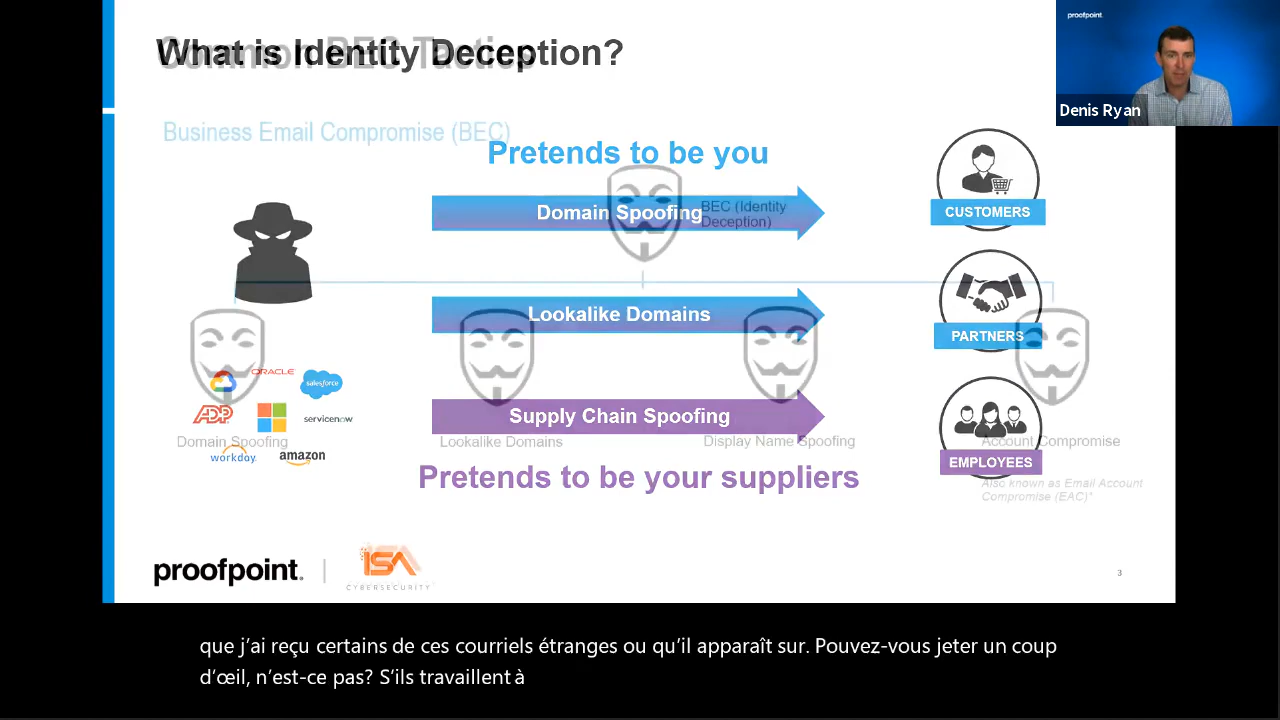 What is Identity Deception?
Common BEC Tactics
proofpoint.
Denis Ryan
Business Email Compromise (BEC)
Pretends to be you
Domain Spoofing
BEC (Identity
Deception)
CUSTOMERS
Lookalike Domains
PARTNERS
ORACLE
salesforce
ADP
servicenow
Supply Chain Spoofing
Domain Spoofing
Lookalike Domains
Display Name Spoofing
Account Compromise
workday
amazon
EMPLOYEES
Pretends to be your suppliers
Also known as Email Account
Compromise (EAC)*
proofpoint.
ISA
CYBERSECURITY
3
que j'ai reçu certains de ces courriels étranges ou qu'il apparaît sur. Pouvez-vous jeter un coup
d'œil, n'est-ce pas? S'ils travaillent à